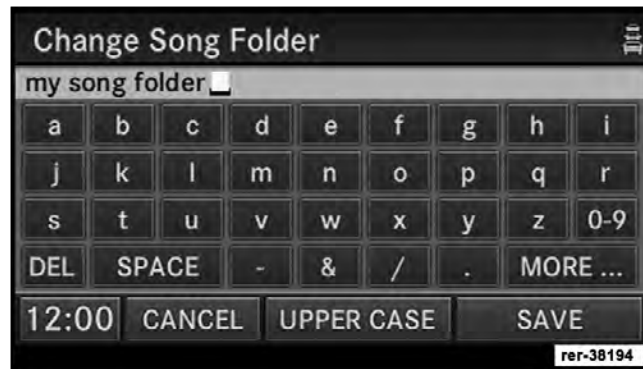 Change Song Folder
my song folder
a b c d e f g h i
j k l m n o p q r
s t u v w x y z 0-9
DEL SPACE - & / . MORE ...
12:00 CANCEL UPPER CASE SAVE
rer-38194